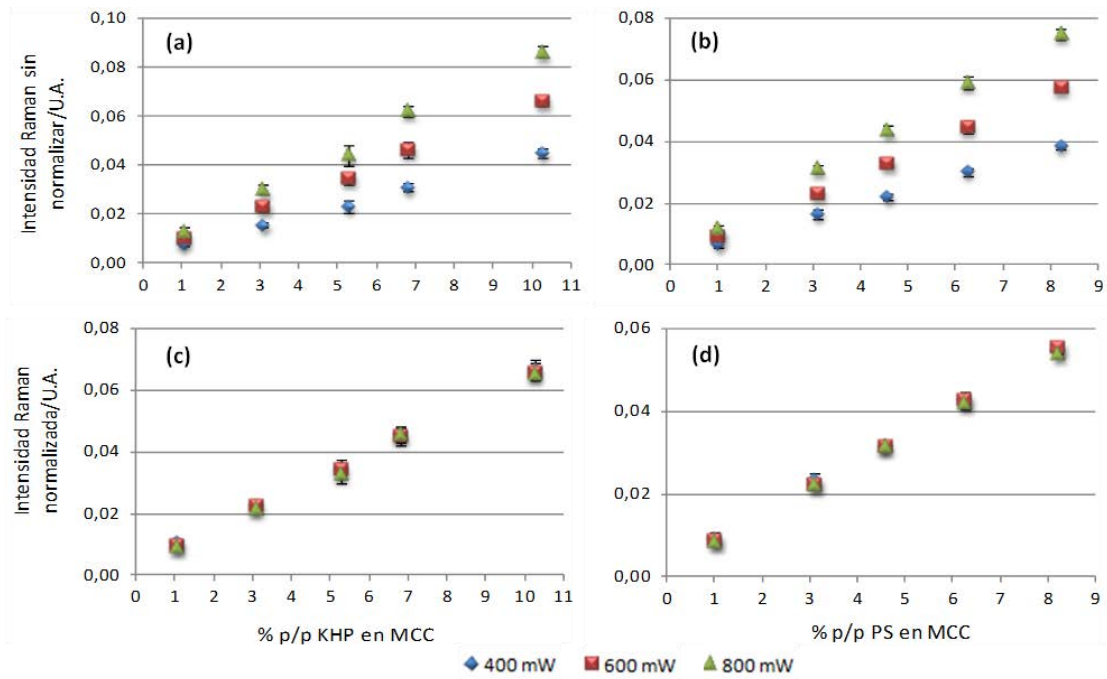 Intensidad Raman sin
normalizar/U.A.
0,10
0,08
0,06
0,04
0,02
0,00
(a)
0 1 2 3 4 5 6 7 8 9 10 11
0,08
0,06
0,04
0,02
0,00
(b)
0 1 2 3 4 5 6 7 8 9
Intensidad Raman
normalizada/U.A.
0,08
0,06
0,04
0,02
0,00
(c)
0 1 2 3 4 5 6 7 8 9 10 11
% p/p KHP en MCC
0,06
0,04
0,02
0,00
(d)
0 1 2 3 4 5 6 7 8 9
% p/p PS en MCC
400 mW 600 mW 800 mW